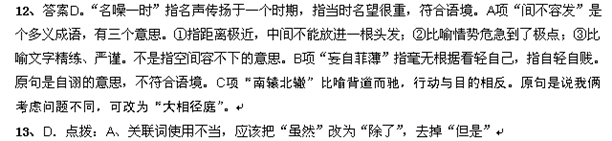 12、答案D。“名噪一时”指名声传扬于一个时期，指当时名望很重，符合语境。A项“间不容发”是
个多义成语，有三个意思。①指距离极近，中间不能放进一根头发；②比喻情势危急到了极点；③比
喻文字精练、严谨。不是指空间容不下的意思。B项“妄自菲薄”指毫无根据看轻自己，指自轻自贱。
原句是自诩的意思，不符合语境。C项“南辕北辙”比喻背道而驰，行动与目的相反。原句是说我俩
考虑问题不同，可改为“大相径庭”。
13、D．点拨：A、关联词使用不当，应该把“虽然”改为“除了”，去掉“但是”